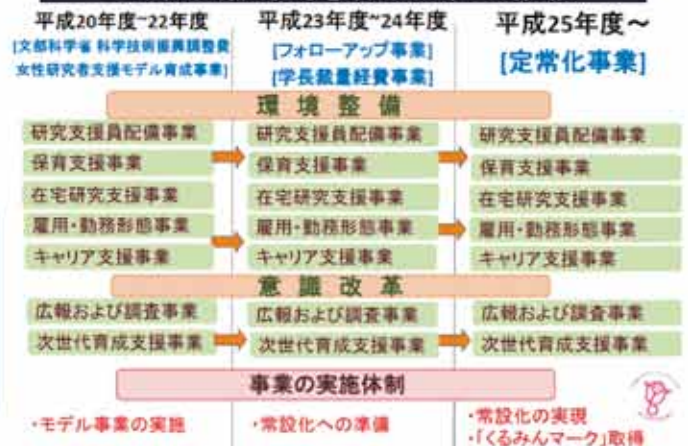 平成20年度~22年度
[文部科学省 科学技術振興調整費
女性研究者支援モデル育成事業]
平成23年度~24年度
[フォローアップ事業]
[学長裁量経費事業]
平成25年度～
[定常化事業]
環境整備
研究支援員配備事業
保育支援事業
在宅研究支援事業
雇用・勤務形態事業
キャリア支援事業
研究支援員配備事業
保育支援事業
在宅研究支援事業
雇用・勤務形態事業
キャリア支援事業
研究支援員配備事業
保育支援事業
在宅研究支援事業
雇用・勤務形態事業
キャリア支援事業
意識改革
広報および調査事業
次世代育成支援事業
広報および調査事業
次世代育成支援事業
広報および調査事業
次世代育成支援事業
事業の実施体制
・モデル事業の実施
・常設化への準備
・常設化の実現
・「くるみんマーク」取得